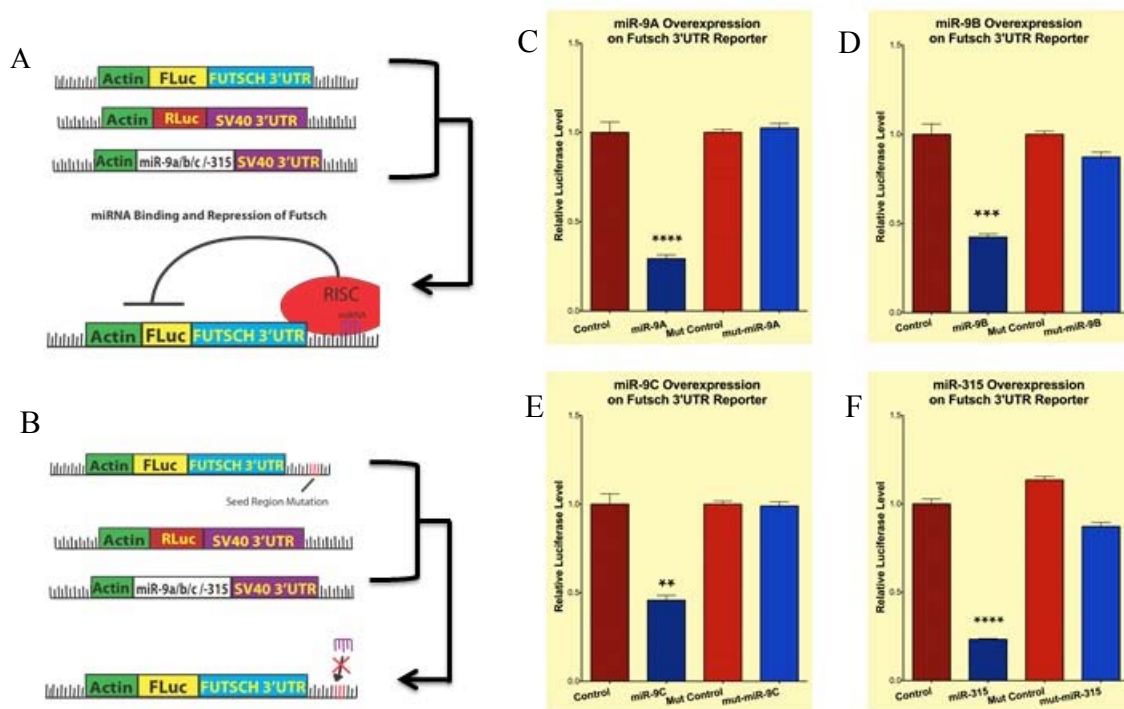 A
Actin FLuc FUTSCH 3'UTR
Actin RLuc SV40 3'UTR
Actin miR-9a/b/c /-315 SV40 3'UTR
miRNA Binding and Repression of Futsch
RISC
miRNA
Actin FLuc FUTSCH 3'UTR
B
Actin FLuc FUTSCH 3'UTR
Seed Region Mutation
Actin RLuc SV40 3'UTR
Actin miR-9a/b/c /-315 SV40 3'UTR
Actin FLuc FUTSCH 3'UTR
C
miR-9A Overexpression
on Futsch 3'UTR Reporter
Relative Luciferase Level
1.5
1.0
0.5
0.0
****
Control miR-9A Mut Control mut-miR-9A
D
miR-9B Overexpression
on Futsch 3'UTR Reporter
Relative Luciferase Level
1.5
1.0
0.5
0.0
***
Control miR-9B Mut Control mut-miR-9B
E
miR-9C Overexpression
on Futsch 3'UTR Reporter
Relative Luciferase Level
1.5
1.0
0.5
0.0
**
Control miR-9C Mut Control mut-miR-9C
F
miR-315 Overexpression
on Futsch 3'UTR Reporter
Relative Luciferase Level
1.5
1.0
0.5
0.0
****
Control miR-315 Mut Control mut-miR-315